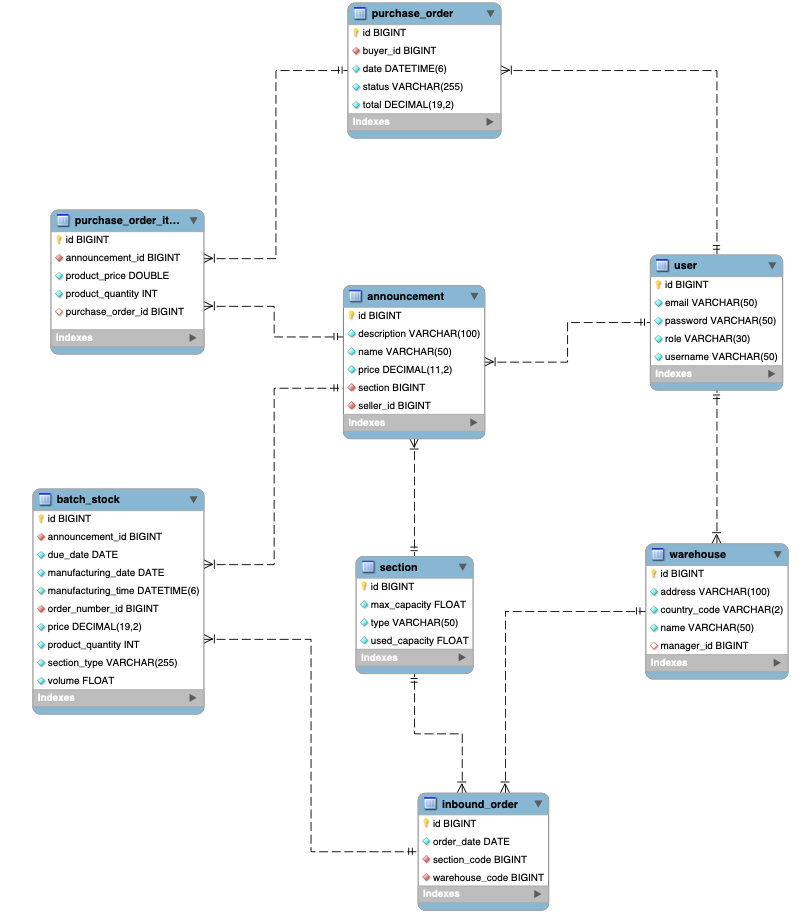 purchase_order
id BIGINT
buyer_id BIGINT
date DATETIME(6)
status VARCHAR(255)
total DECIMAL(19,2)
Indexes
purchase_order_it...
id BIGINT
announcement_id BIGINT
product_price DOUBLE
product_quantity INT
purchase_order_id BIGINT
Indexes
announcement
id BIGINT
description VARCHAR(100)
name VARCHAR(50)
price DECIMAL(11,2)
section BIGINT
seller_id BIGINT
Indexes
user
id BIGINT
email VARCHAR(50)
password VARCHAR(50)
role VARCHAR(30)
username VARCHAR(50)
Indexes
batch_stock
id BIGINT
announcement_id BIGINT
due_date DATE
manufacturing_date DATE
manufacturing_time DATETIME(6)
order_number_id BIGINT
price DECIMAL(19,2)
product_quantity INT
section_type VARCHAR(255)
volume FLOAT
Indexes
section
id BIGINT
max_capacity FLOAT
type VARCHAR(50)
used_capacity FLOAT
Indexes
warehouse
id BIGINT
address VARCHAR(100)
country_code VARCHAR(2)
name VARCHAR(50)
manager_id BIGINT
Indexes
inbound_order
id BIGINT
order_date DATE
section_code BIGINT
warehouse_code BIGINT
Indexes